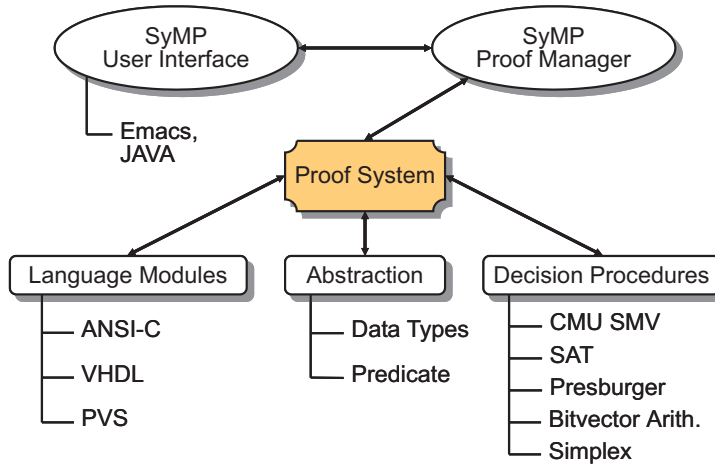 SyMP
User Interface
SyMP
Proof Manager
Emacs,
JAVA
Proof System
Language Modules
ANSI-C
VHDL
PVS
Abstraction
Data Types
Predicate
Decision Procedures
CMU SMV
SAT
Presburger
Bitvector Arith.
Simplex